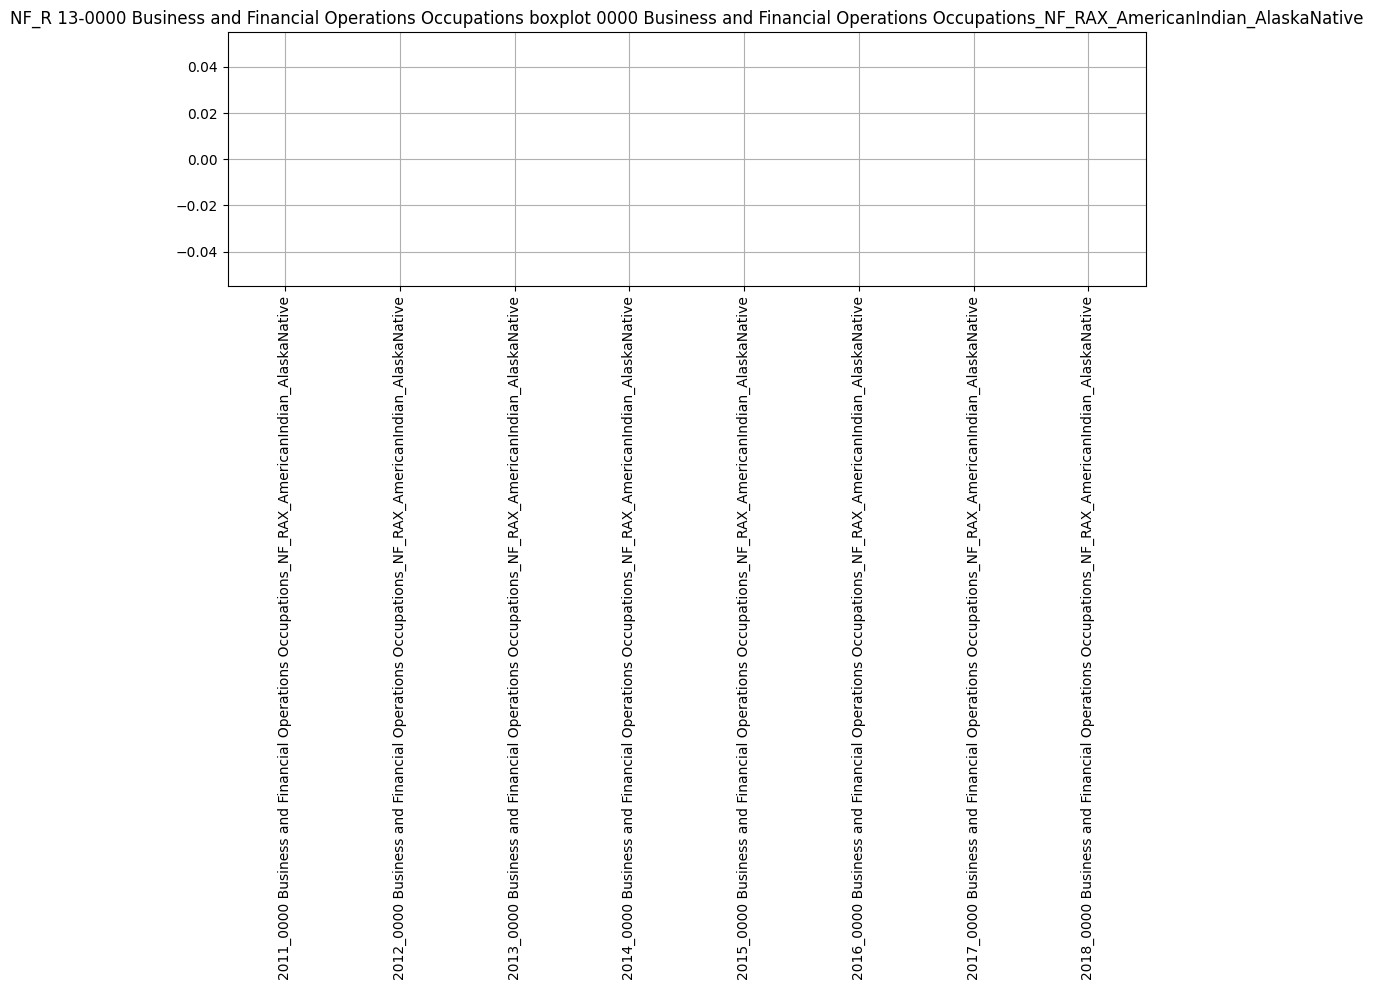 NF_R 13-0000 Business and Financial Operations Occupations boxplot 0000 Business and Financial Operations Occupations_NF_RAX_AmericanIndian_AlaskaNative
0.04
0.02
0.00
−0.02
−0.04
2011_0000 Business and Financial Operations Occupations_NF_RAX_AmericanIndian_AlaskaNative
2012_0000 Business and Financial Operations Occupations_NF_RAX_AmericanIndian_AlaskaNative
2013_0000 Business and Financial Operations Occupations_NF_RAX_AmericanIndian_AlaskaNative
2014_0000 Business and Financial Operations Occupations_NF_RAX_AmericanIndian_AlaskaNative
2015_0000 Business and Financial Operations Occupations_NF_RAX_AmericanIndian_AlaskaNative
2016_0000 Business and Financial Operations Occupations_NF_RAX_AmericanIndian_AlaskaNative
2017_0000 Business and Financial Operations Occupations_NF_RAX_AmericanIndian_AlaskaNative
2018_0000 Business and Financial Operations Occupations_NF_RAX_AmericanIndian_AlaskaNative